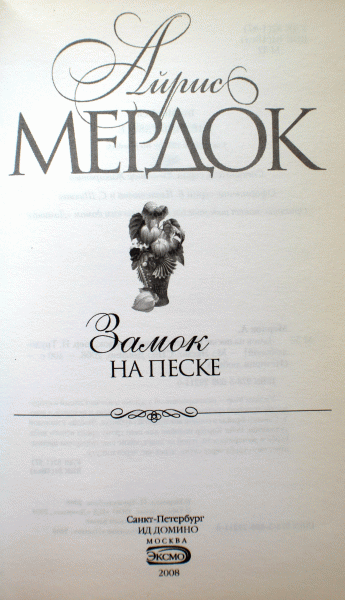 Айрис
МЕРДОК
Замок
НА ПЕСКЕ
Санкт-Петербург
ИД ДОМИНО
МОСКВА
ЭКСМО
2008